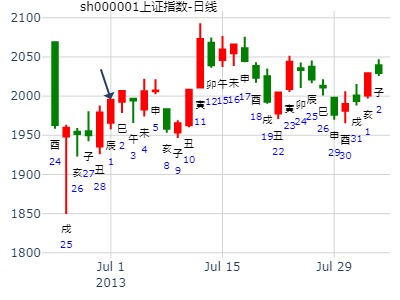 sh000001上证指数-日线
2100
2050
2000
1950
1900
1850
1800
酉
24
戌
25
亥
26
子
27
丑
28
辰
1
巳
2
午
3
未
4
申
5
亥
8
子
9
丑
10
寅
11
卯
12
午
15
未
16
申
17
酉
18
戌
19
丑
22
寅
23
卯
24
辰
25
巳
26
申
29
酉
30
戌
31
亥
1
子
2
Jul 1
2013
Jul 15
Jul 29